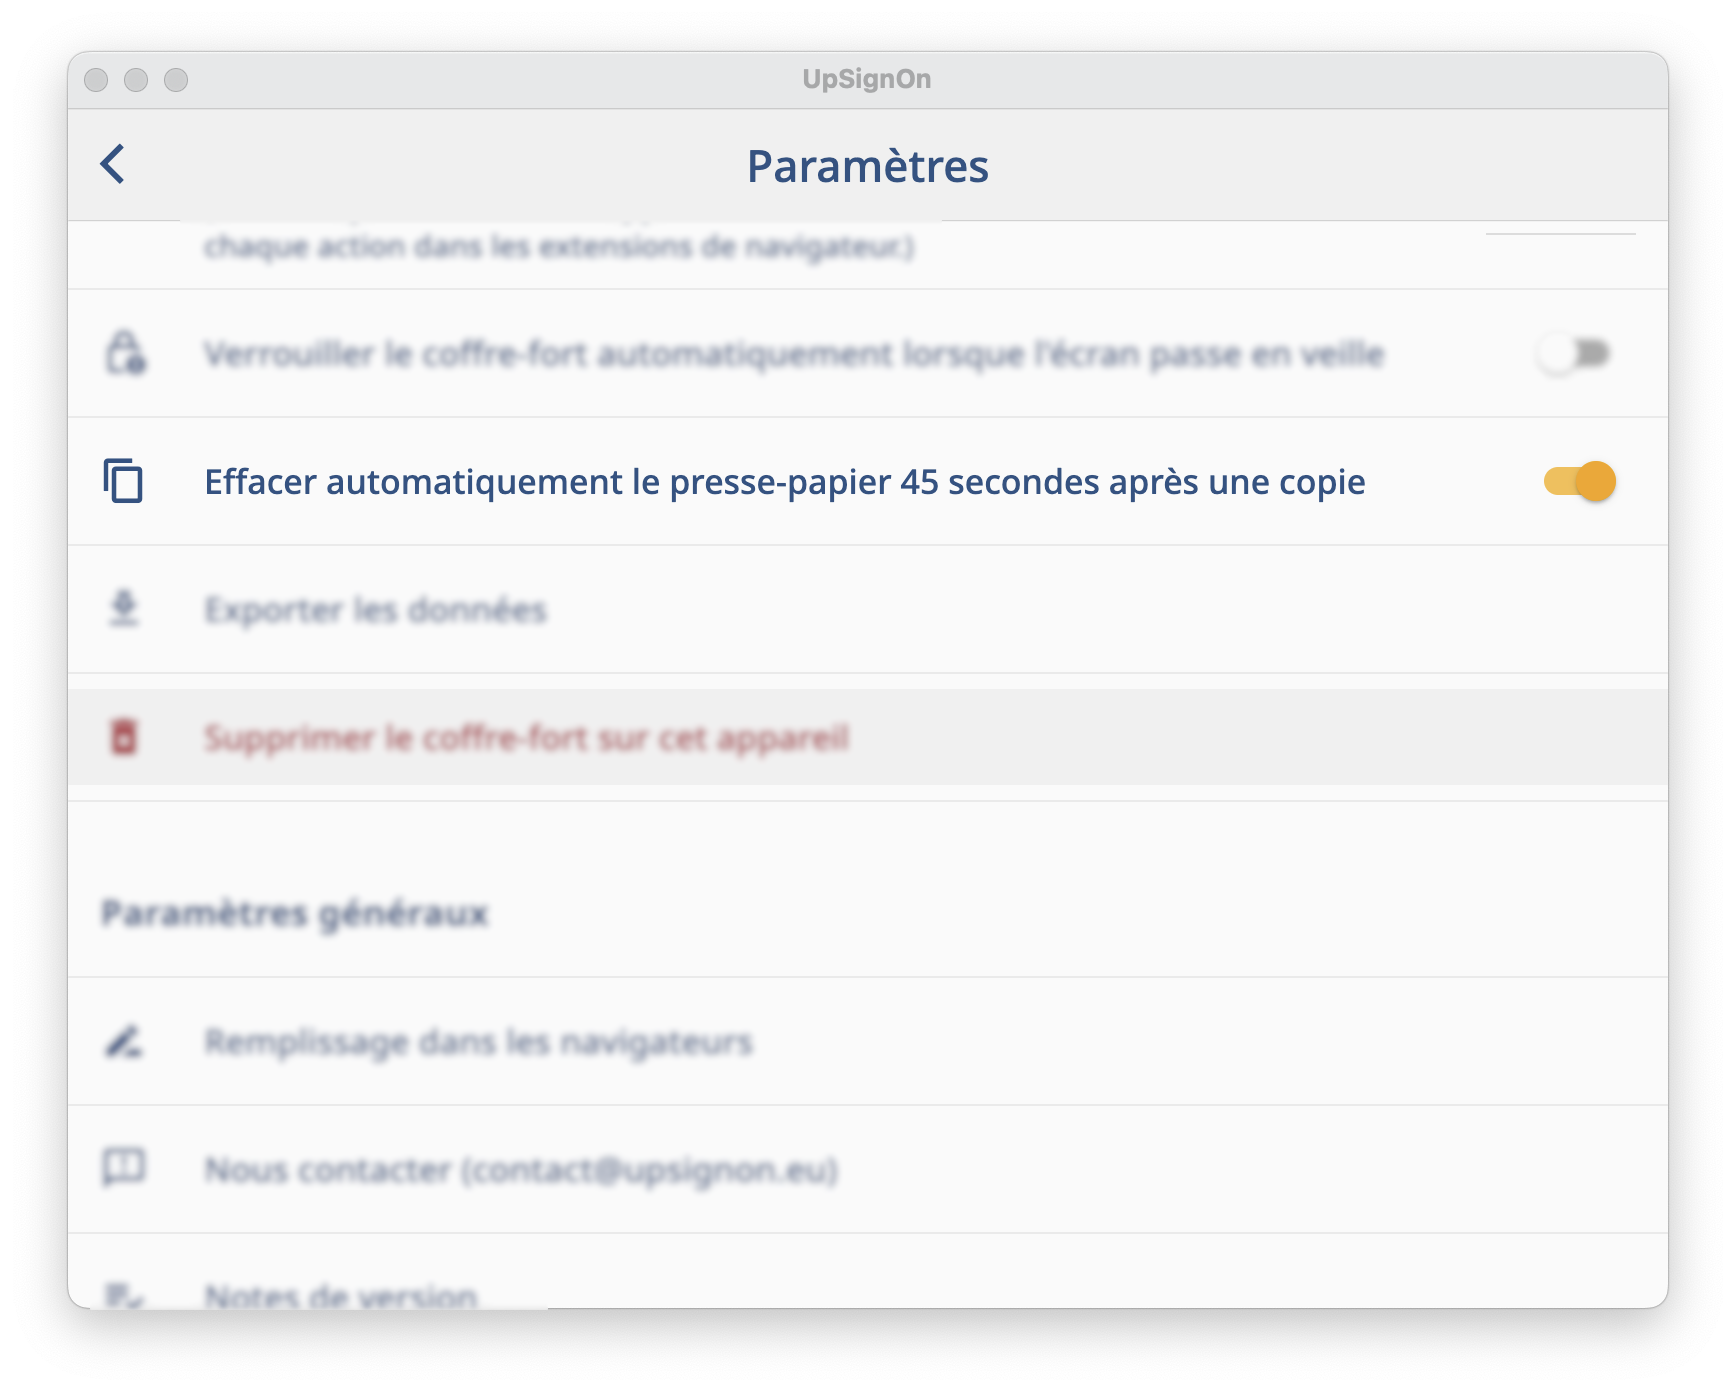 UpSignOn
Paramètres
chaque action dans les extensions de navigateur.)
Verrouiller le coffre-fort automatiquement lorsque l'écran passe en veille
Effacer automatiquement le presse-papier 45 secondes après une copie
Exporter les données
Supprimer le coffre-fort sur cet appareil
Paramètres généraux
Remplissage dans les navigateurs
Nous contacter (contact@upsignon.eu)
Notes de version